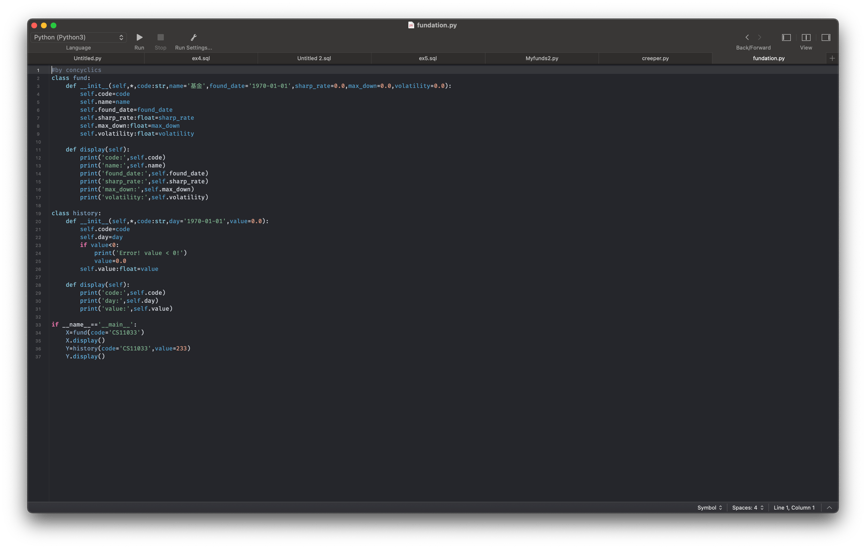 fundation.py
Python (Python3)
Language
Run
Stop
Run Settings...
Back/Forward
View
Untitled.py
ex4.sql
Untitled 2.sql
ex5.sql
Myfunds2.py
creeper.py
fundation.py
1 #by concyclics
2 class fund:
3     def __init__(self,*,code:str,name='基金',found_date='1970-01-01',sharp_rate=0.0,max_down=0.0,volatility=0.0):
4         self.code=code
5         self.name=name
6         self.found_date=found_date
7         self.sharp_rate:float=sharp_rate
8         self.max_down:float=max_down
9         self.volatility:float=volatility
10
11     def display(self):
12         print('code:',self.code)
13         print('name:',self.name)
14         print('found_date:',self.found_date)
15         print('sharp_rate:',self.sharp_rate)
16         print('max_down:',self.max_down)
17         print('volatility:',self.volatility)
18
19 class history:
20     def __init__(self,*,code:str,day='1970-01-01',value=0.0):
21         self.code=code
22         self.day=day
23         if value<0:
24             print('Error! value < 0!')
25             value=0.0
26         self.value:float=value
27
28     def display(self):
29         print('code:',self.code)
30         print('day:',self.day)
31         print('value:',self.value)
32
33 if __name__=='__main__':
34     X=fund(code='CS11033')
35     X.display()
36     Y=history(code='CS11033',value=233)
37     Y.display()
Symbol
Spaces: 4
Line 1, Column 1